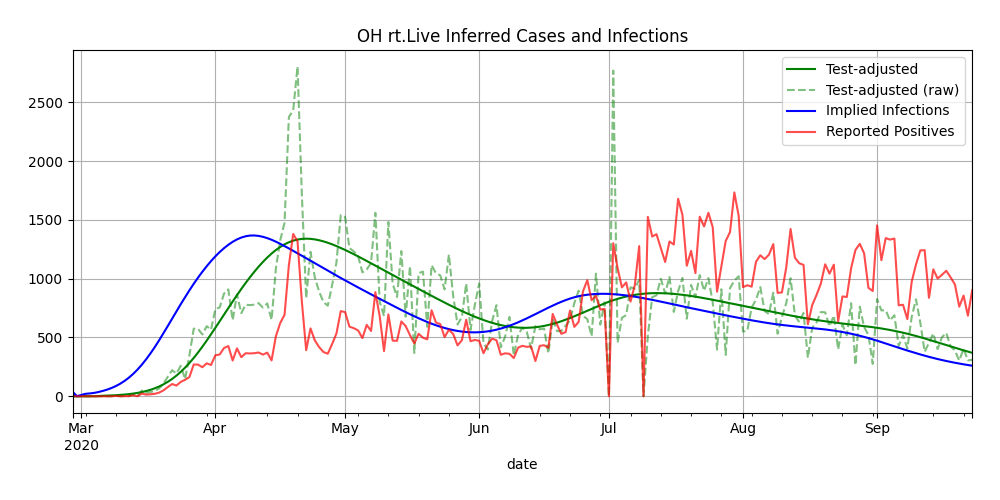 OH rt.Live Inferred Cases and Infections
Test-adjusted
Test-adjusted (raw)
Implied Infections
Reported Positives
2500
2000
1500
1000
500
0
Mar Apr May Jun Jul Aug Sep
2020
date